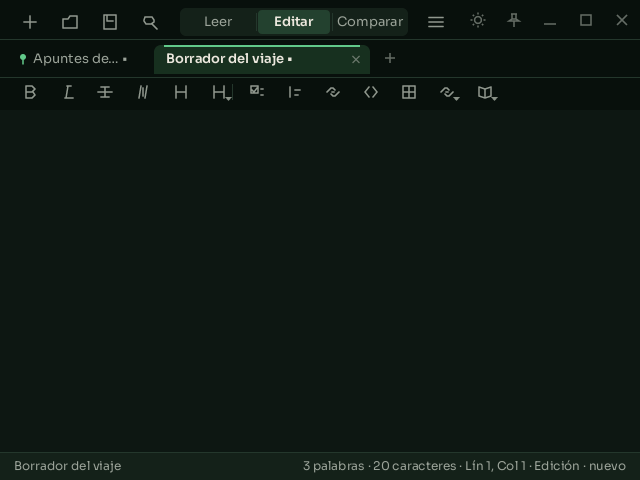 Leer Editar Comparar
Apuntes de... • Borrador del viaje •
Borrador del viaje 3 palabras · 20 caracteres · Lín 1, Col 1 · Edición · nuevo